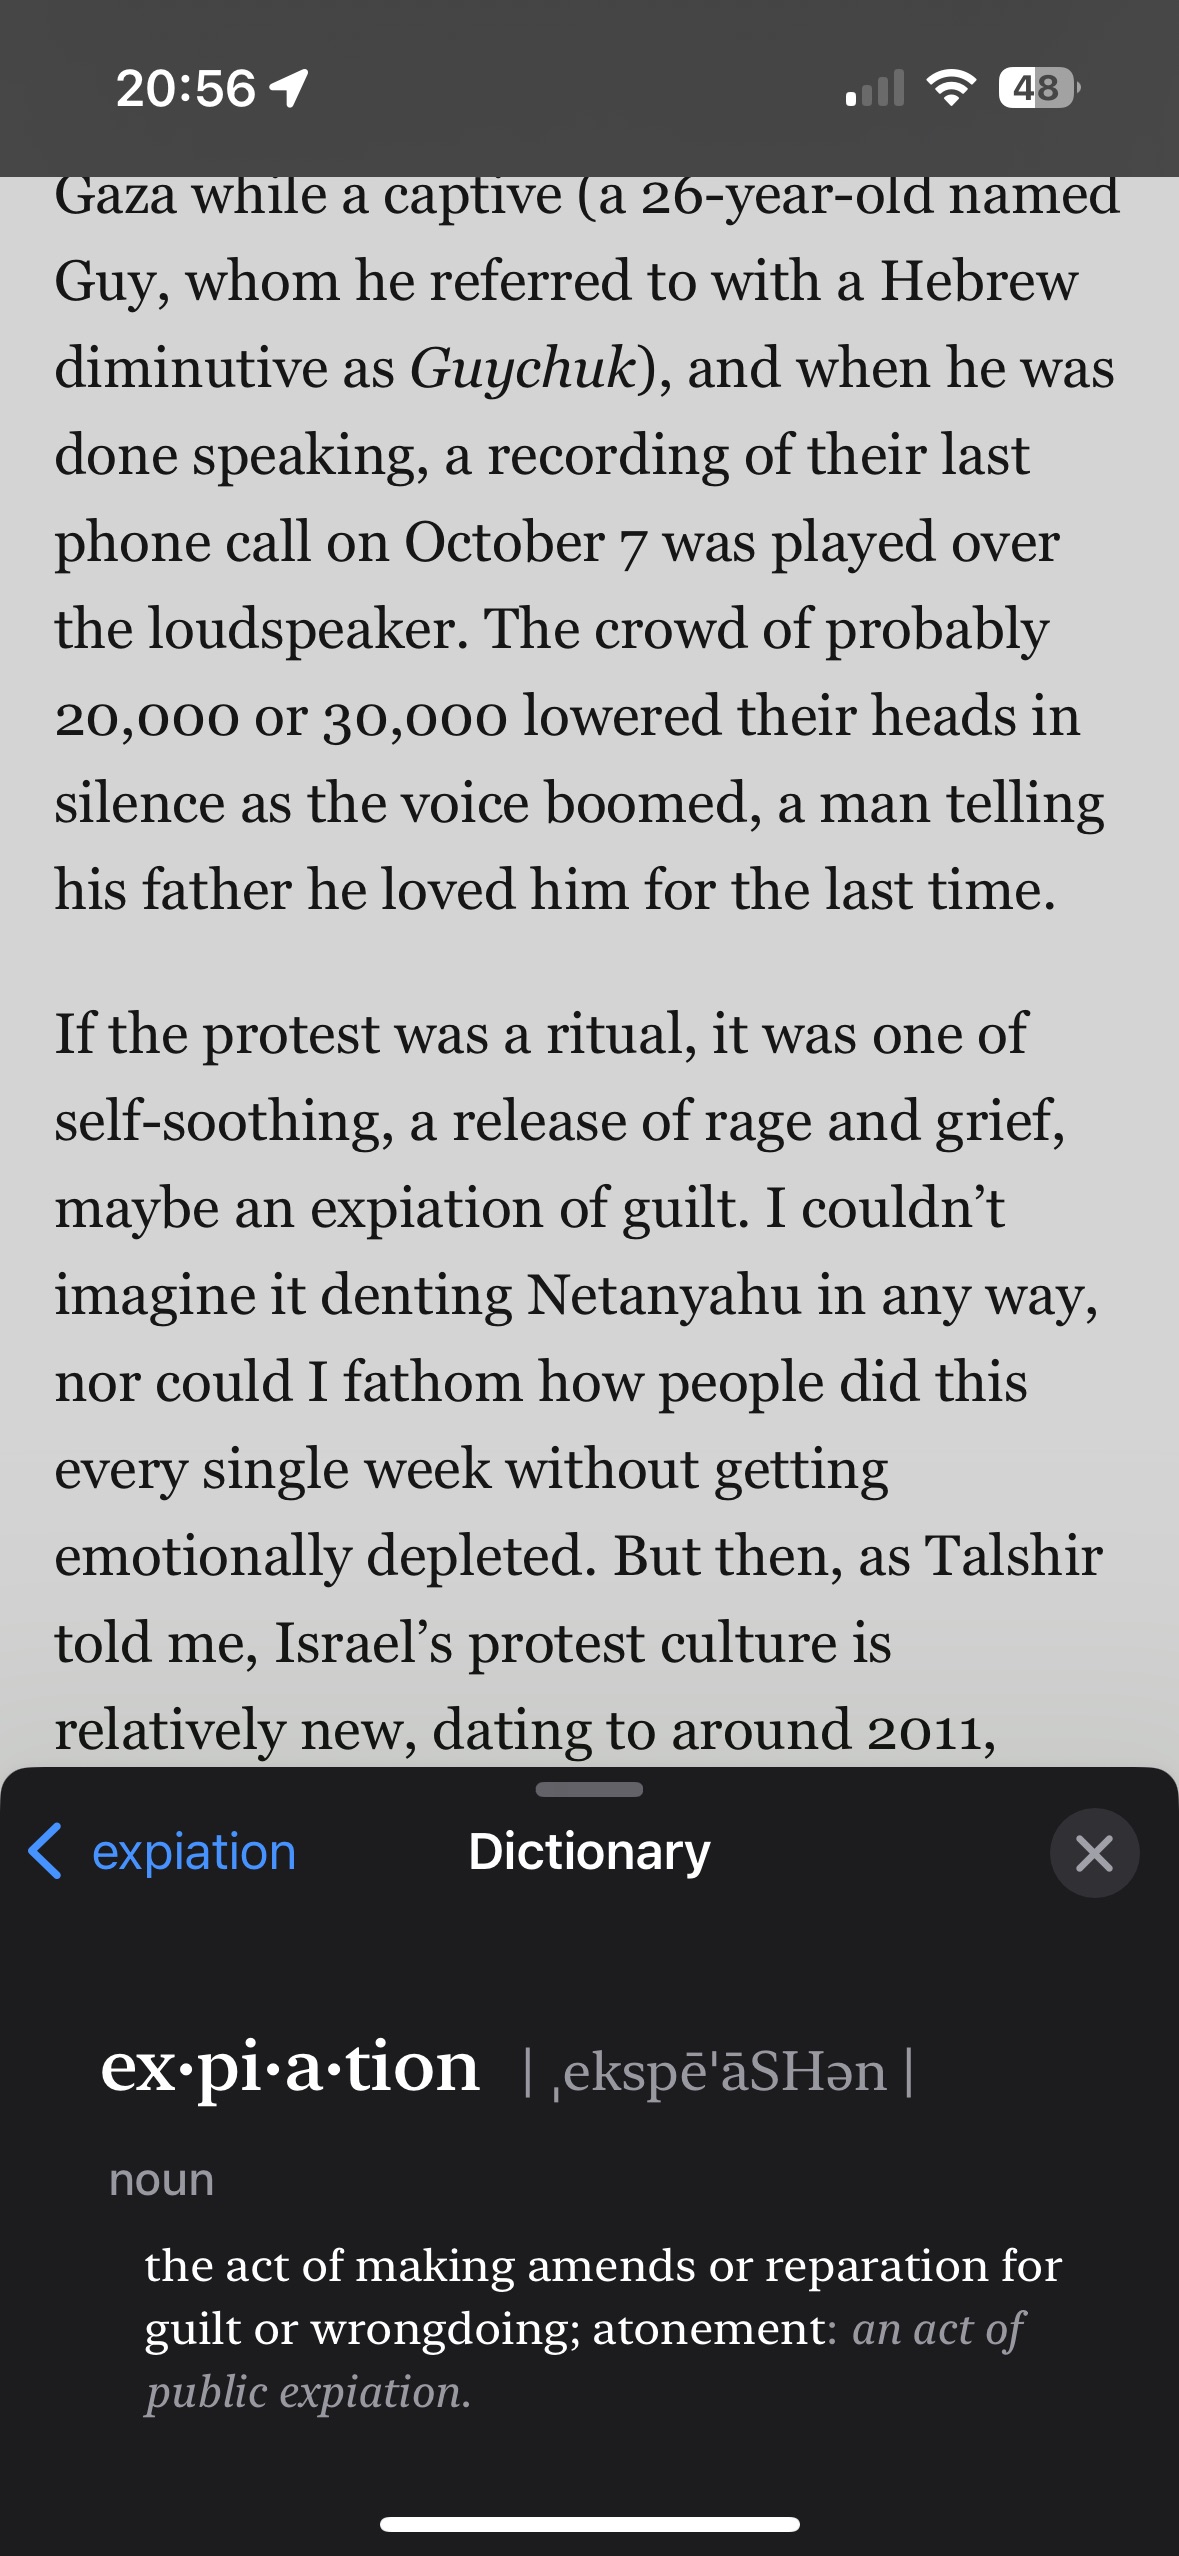 20:56
48
Gaza while a captive (a 26-year-old named
Guy, whom he referred to with a Hebrew
diminutive as Guychuk), and when he was
done speaking, a recording of their last
phone call on October 7 was played over
the loudspeaker. The crowd of probably
20,000 or 30,000 lowered their heads in
silence as the voice boomed, a man telling
his father he loved him for the last time.
If the protest was a ritual, it was one of
self-soothing, a release of rage and grief,
maybe an expiation of guilt. I couldn’t
imagine it denting Netanyahu in any way,
nor could I fathom how people did this
every single week without getting
emotionally depleted. But then, as Talshir
told me, Israel’s protest culture is
relatively new, dating to around 2011,
expiation Dictionary
ex·pi·a·tion | ˌekspēˈāSHən |
noun
the act of making amends or reparation for
guilt or wrongdoing; atonement: an act of
public expiation.